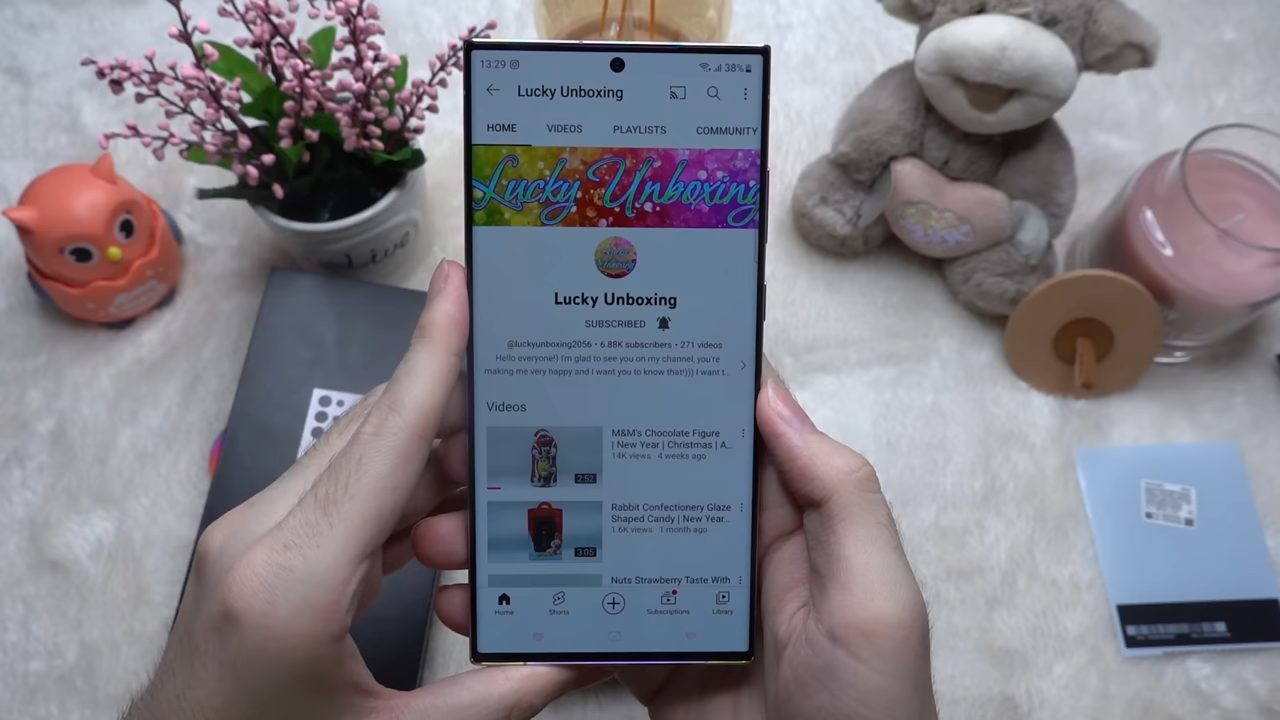 13:29
38%
Lucky Unboxing
HOME VIDEOS PLAYLISTS COMMUNITY
Lucky Unboxing
Lucky Unboxing
SUBSCRIBED
@luckyunboxing2056 • 6.88K subscribers • 271 videos
Hello everyone!) I'm glad to see you on my channel, you're
making me very happy and I want you to know that!))) I want t...
Videos
M&M's Chocolate Figure
| New Year | Christmas | A...
14K views · 4 weeks ago
2:52
Rabbit Confectionery Glaze
Shaped Candy | New Year...
1.6K views · 1 month ago
3:05
Nuts Strawberry Taste With
Home Shorts Subscriptions Library
Live